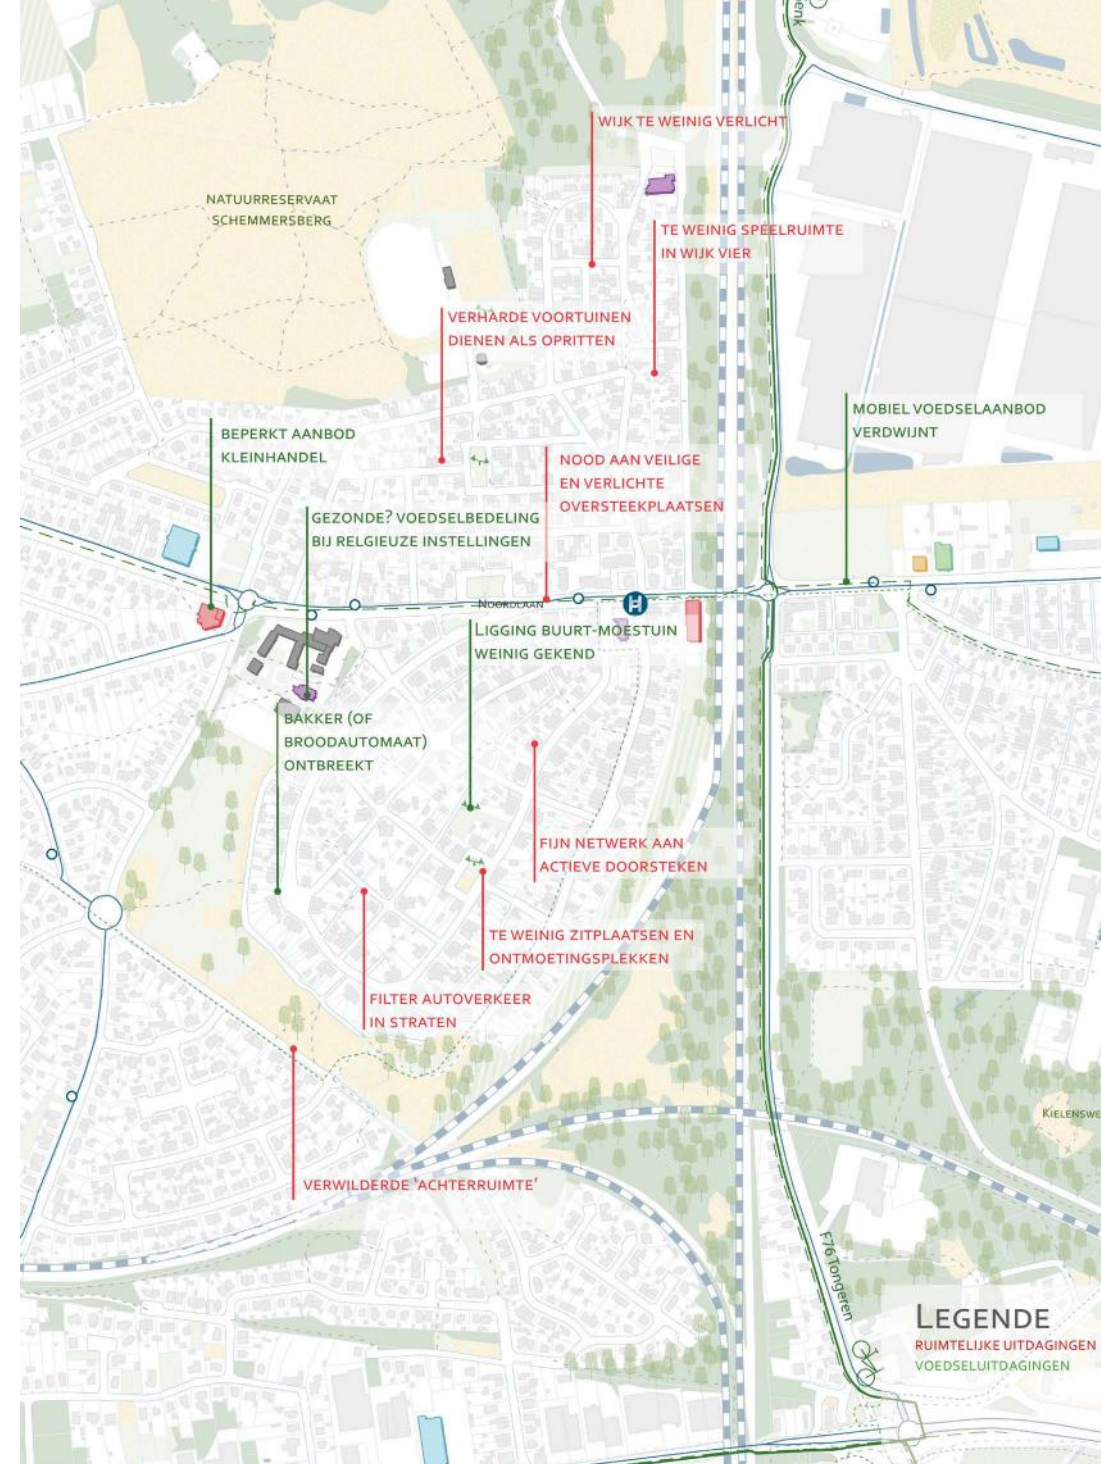 enk
WIJK TE WEINIG VERLICHT
NATUURRESERVAAT
SCHEMMERSBERG
TE WEINIG SPEELRUIMTE
IN WIJK VIER
VERHARDE VOORTUINEN
DIENEN ALS OPRITTEN
MOBIEL VOEDSELAANBOD
VERDWIJNT
BEPERKT AANBOD
KLEINHANDEL
NOOD AAN VEILIGE
EN VERLICHTE
OVERSTEEKPLAATSEN
GEZONDE? VOEDSELBEDELING
BIJ RELGIEUZE INSTELLINGEN
NOORDLAAN
H
LIGGING BUURT-MOESTUIN
WEINIG GEKEND
BAKKER (OF
BROODAUTOMAAT)
ONTBREEKT
FIJN NETWERK AAN
ACTIEVE DOORSTEKEN
TE WEINIG ZITPLAATSEN EN
ONTMOETINGSPLEKKEN
FILTER AUTOVERKEER
IN STRATEN
KIELENSWE
VERWILDERDE 'ACHTERRUIMTE'
F76 Tongeren
LEGENDE
RUIMTELIJKE UITDAGINGEN
VOEDSELUITDAGINGEN